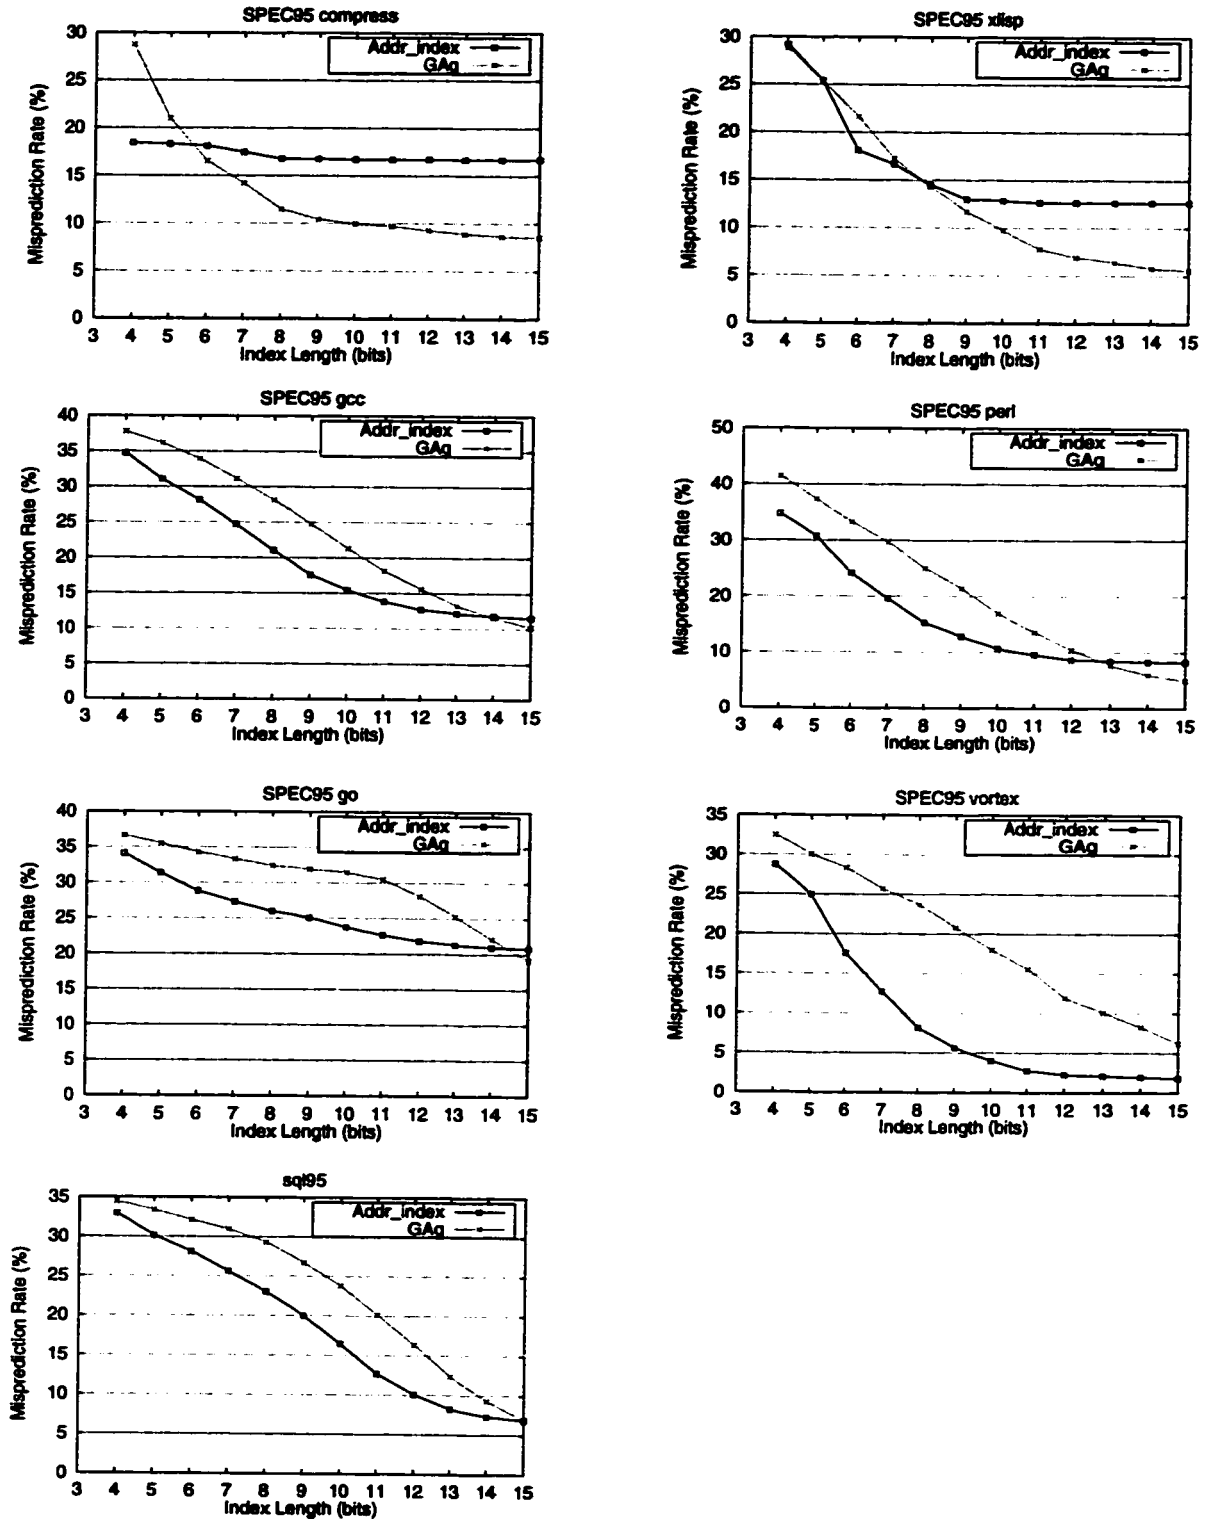 SPEC95 compress
Misprediction Rate (%)
30
25
20
15
10
5
0
Addr_index
GAg
3 4 5 6 7 8 9 10 11 12 13 14 15
Index Length (bits)
SPEC95 xlisp
Misprediction Rate (%)
30
25
20
15
10
5
0
Addr_index
GAg
3 4 5 6 7 8 9 10 11 12 13 14 15
Index Length (bits)
SPEC95 gcc
Misprediction Rate (%)
40
35
30
25
20
15
10
5
0
Addr_index
GAg
3 4 5 6 7 8 9 10 11 12 13 14 15
Index Length (bits)
SPEC95 perl
Misprediction Rate (%)
50
40
30
20
10
0
Addr_index
GAg
3 4 5 6 7 8 9 10 11 12 13 14 15
Index Length (bits)
SPEC95 go
Misprediction Rate (%)
40
35
30
25
20
15
10
5
0
Addr_index
GAg
3 4 5 6 7 8 9 10 11 12 13 14 15
Index Length (bits)
SPEC95 vortex
Misprediction Rate (%)
35
30
25
20
15
10
5
0
Addr_index
GAg
3 4 5 6 7 8 9 10 11 12 13 14 15
Index Length (bits)
sql95
Misprediction Rate (%)
35
30
25
20
15
10
5
0
Addr_index
GAg
3 4 5 6 7 8 9 10 11 12 13 14 15
Index Length (bits)